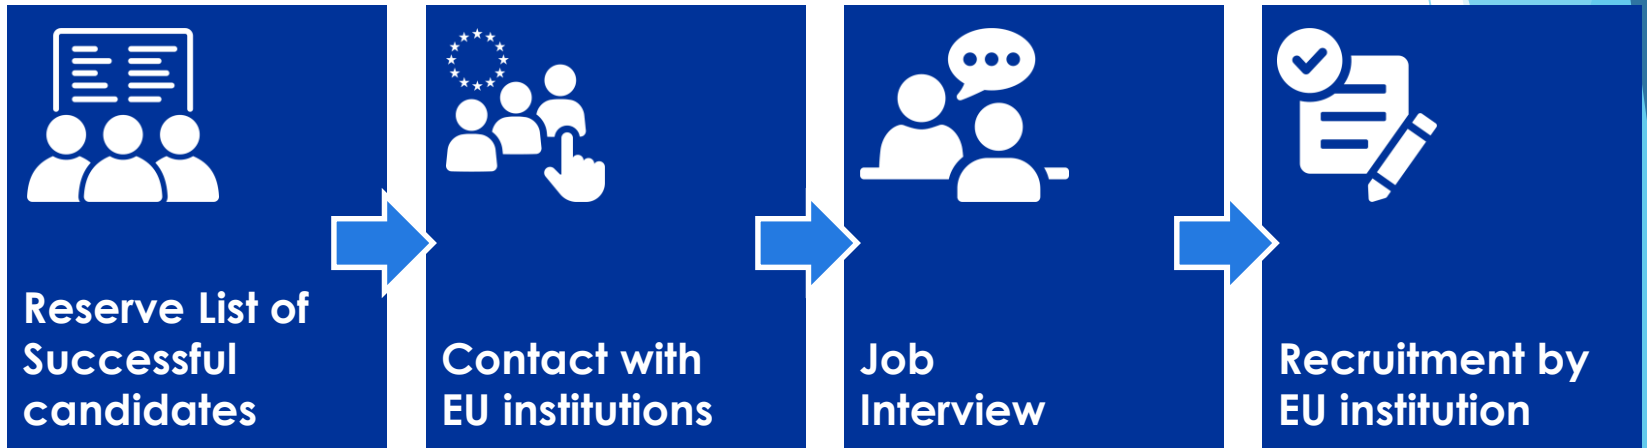 Reserve List of
Successful
candidates
Contact with
EU institutions
Job
Interview
Recruitment by
EU institution